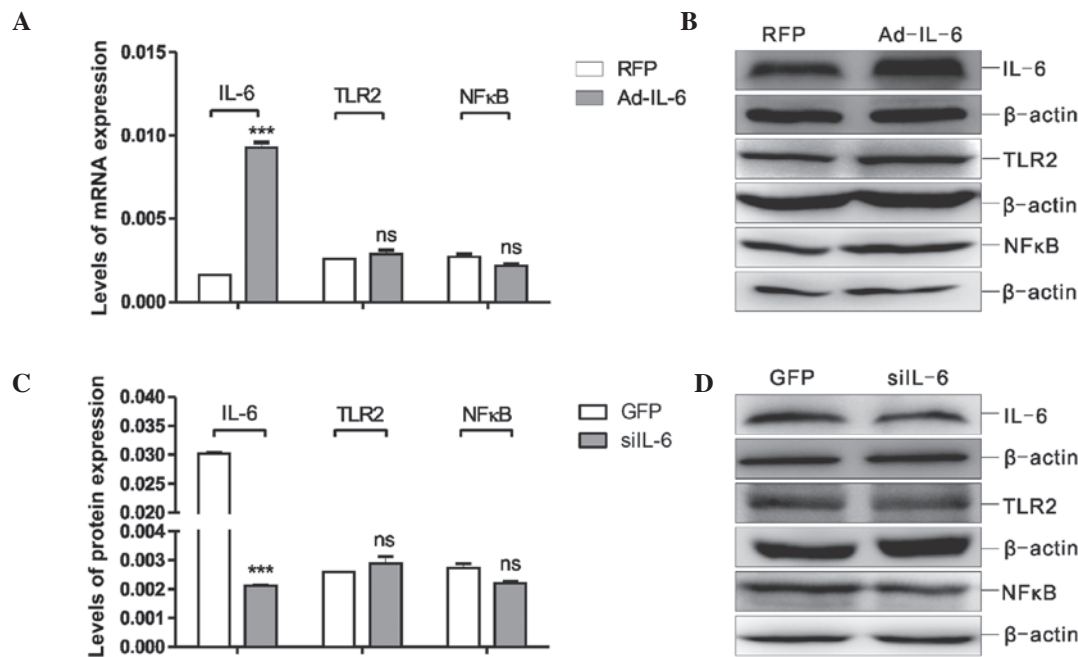 A
Levels of mRNA expression
0.015
0.010
0.005
0.000
IL-6
TLR2
NFκB
***
ns
ns
RFP
Ad-IL-6
B
RFP
Ad-IL-6
IL-6
β-actin
TLR2
β-actin
NFκB
β-actin
C
Levels of protein expression
0.040
0.035
0.030
0.025
0.020
0.004
0.003
0.002
0.001
0.000
IL-6
TLR2
NFκB
***
ns
ns
GFP
siIL-6
D
GFP
siIL-6
IL-6
β-actin
TLR2
β-actin
NFκB
β-actin